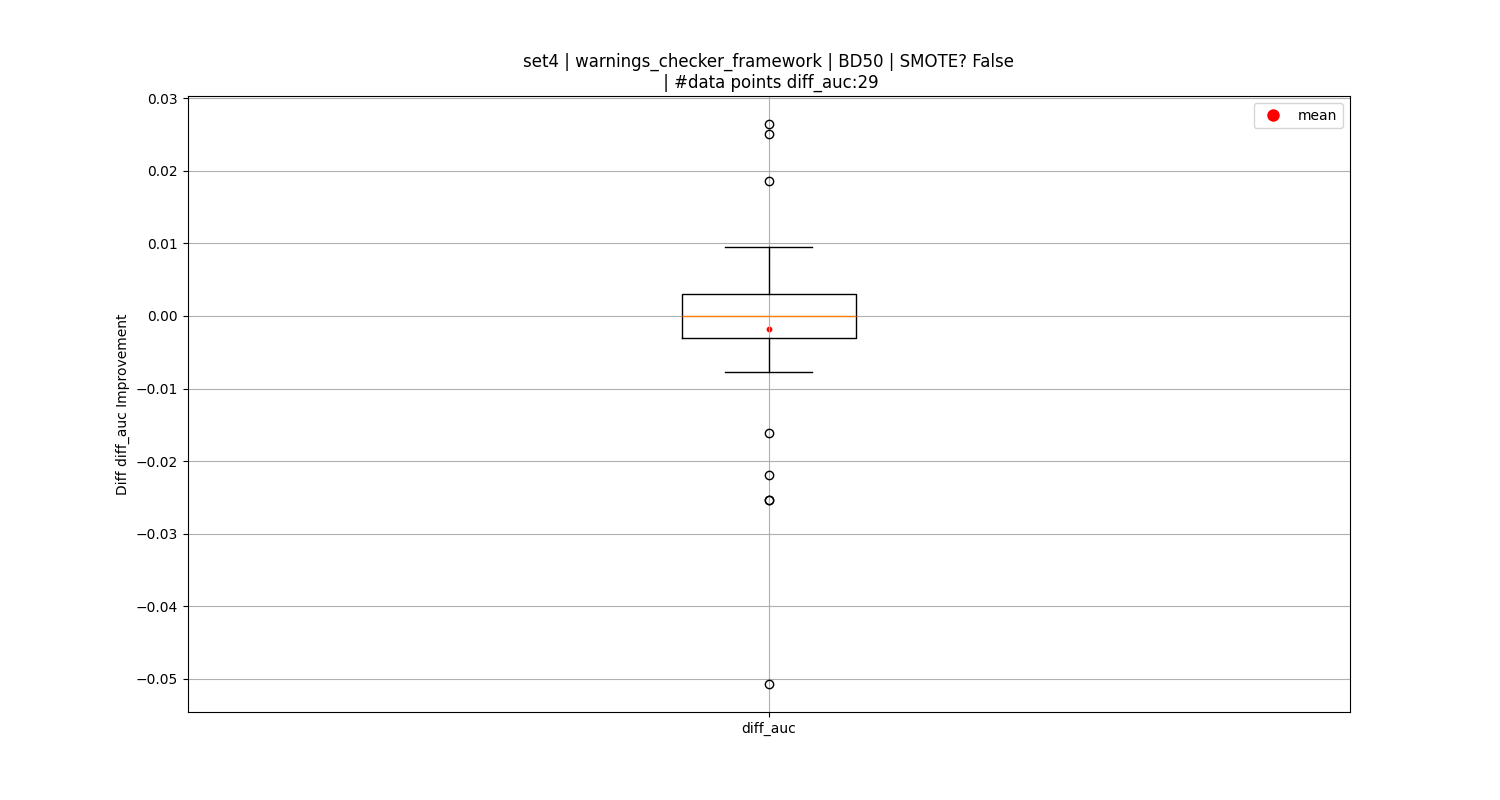 set4 | warnings_checker_framework | BD50 | SMOTE? False
| #data points diff_auc:29
mean
0.03
0.02
0.01
0.00
−0.01
−0.02
−0.03
−0.04
−0.05
Diff diff_auc Improvement
diff_auc